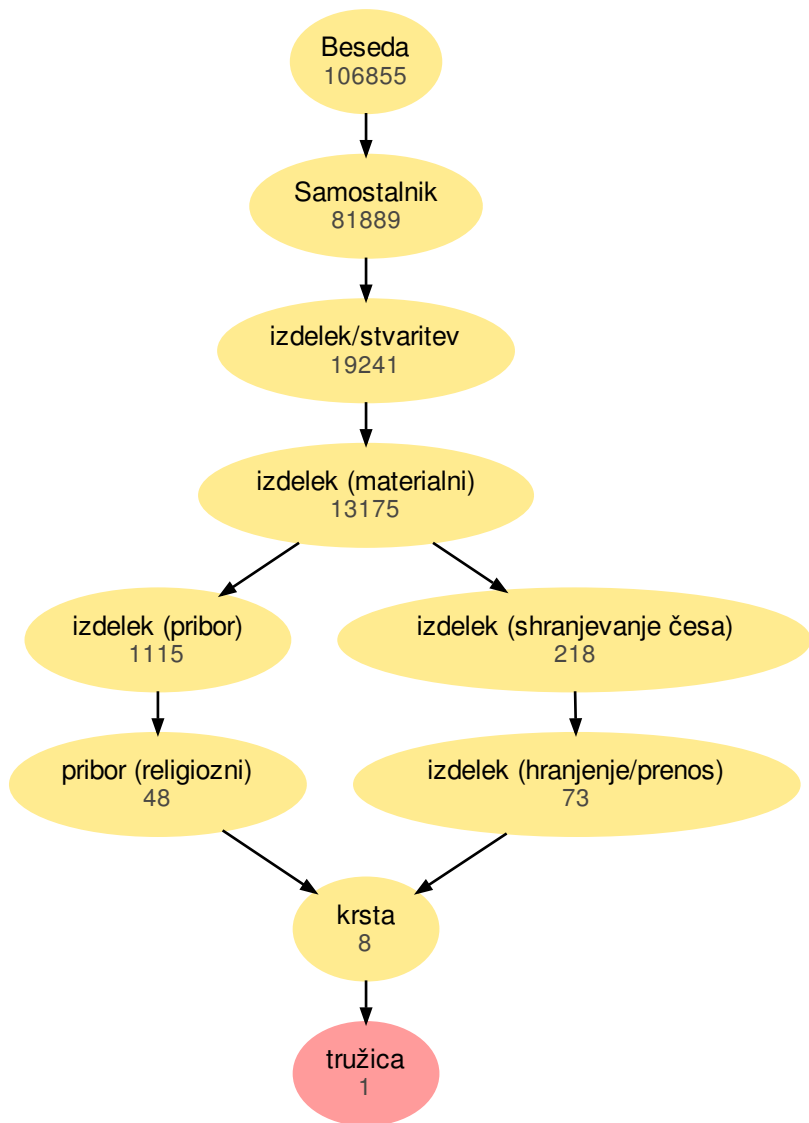 Beseda
106855
Samostalnik
81889
izdelek/stvaritev
19241
izdelek (materialni)
13175
izdelek (pribor)
1115
izdelek (shranjevanje česa)
218
pribor (religiozni)
48
izdelek (hranjenje/prenos)
73
krsta
8
tružica
1